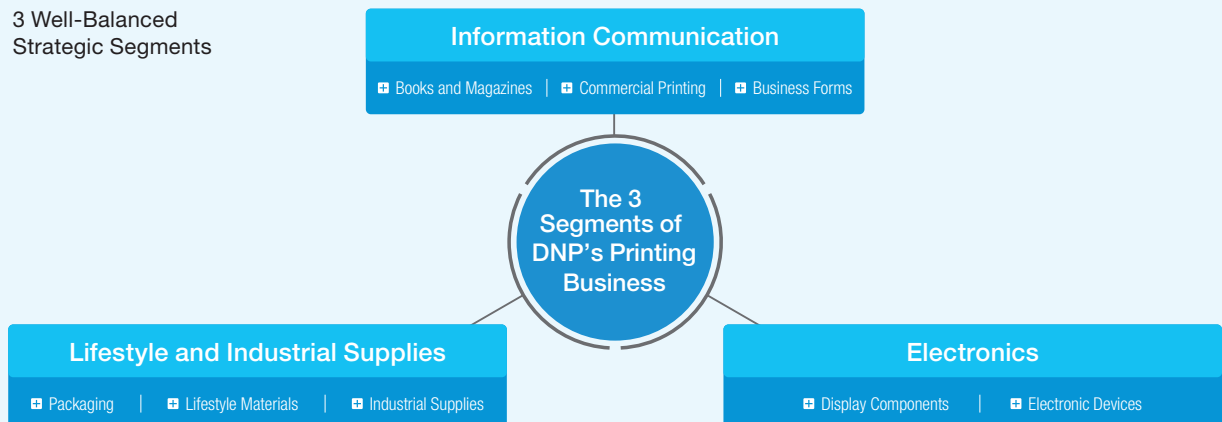 3 Well-Balanced
Strategic Segments
Information Communication
Books and Magazines | Commercial Printing | Business Forms
The 3
Segments of
DNP's Printing
Business
Lifestyle and Industrial Supplies
Packaging | Lifestyle Materials | Industrial Supplies
Electronics
Display Components | Electronic Devices